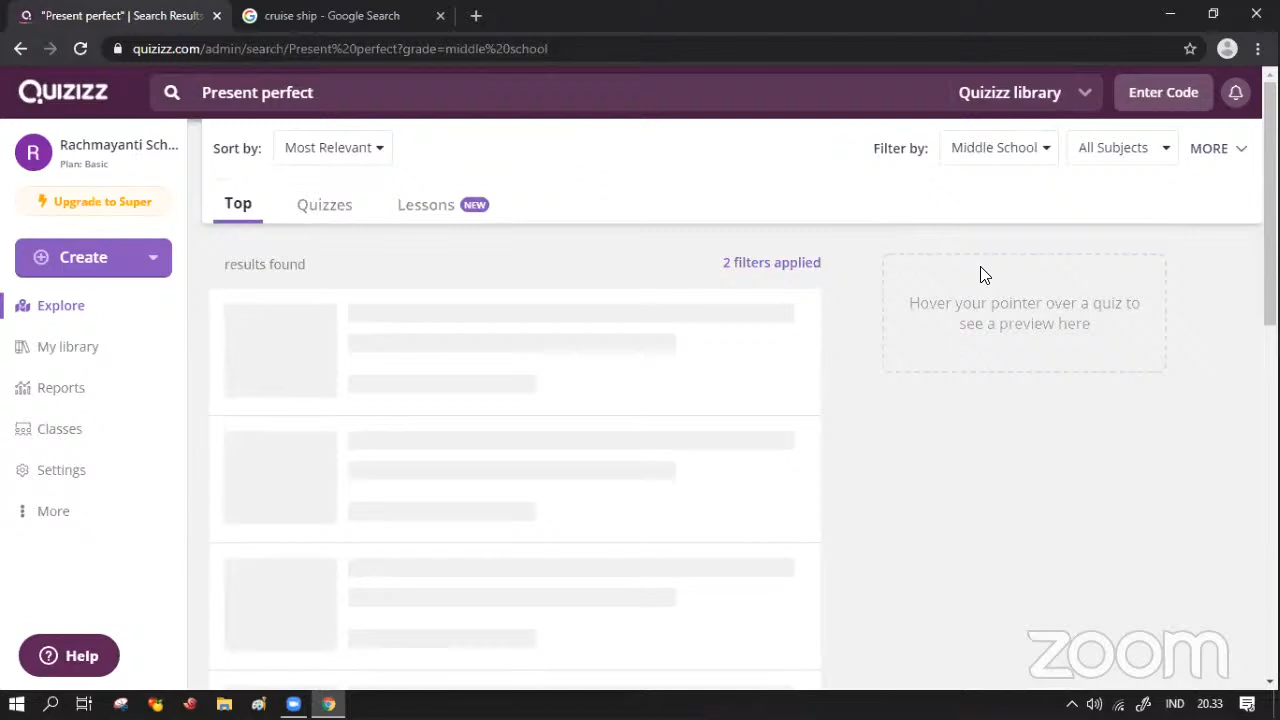 "Present perfect" | Search Results
cruise ship - Google Search
quizizz.com/admin/search/Present%20perfect?grade=middle%20school
QUIZIZZ
Present perfect
Quizizz library
Enter Code
R
Rachmayanti Sch...
Plan: Basic
Upgrade to Super
Create
Explore
My library
Reports
Classes
Settings
More
Help
Sort by:
Most Relevant
Filter by:
Middle School
All Subjects
MORE
Top
Quizzes
Lessons NEW
results found
2 filters applied
Hover your pointer over a quiz to
see a preview here
zoom
IND
20.33